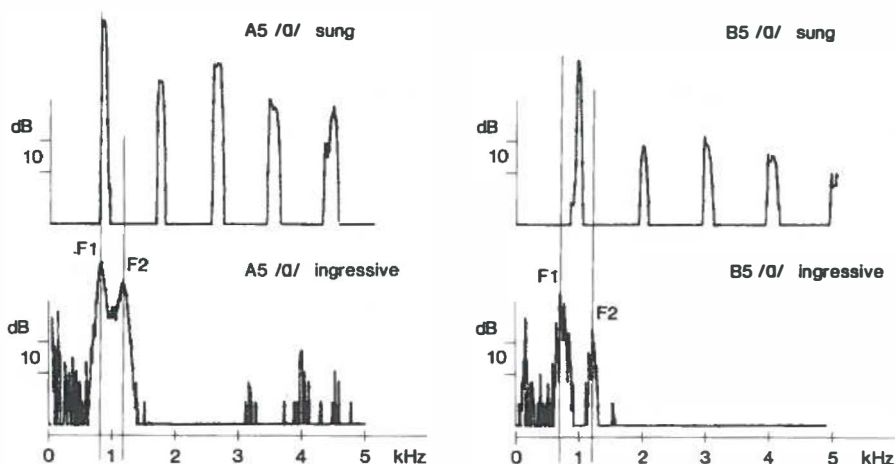 A5 /ɑ/ sung
dB
10
-F1
F2
A5 /ɑ/ ingressive
dB
10
0 1 2 3 4 5 kHz
B5 /ɑ/ sung
dB
10
F1
F2
B5 /ɑ/ ingressive
dB
10
0 1 2 3 4 5 kHz